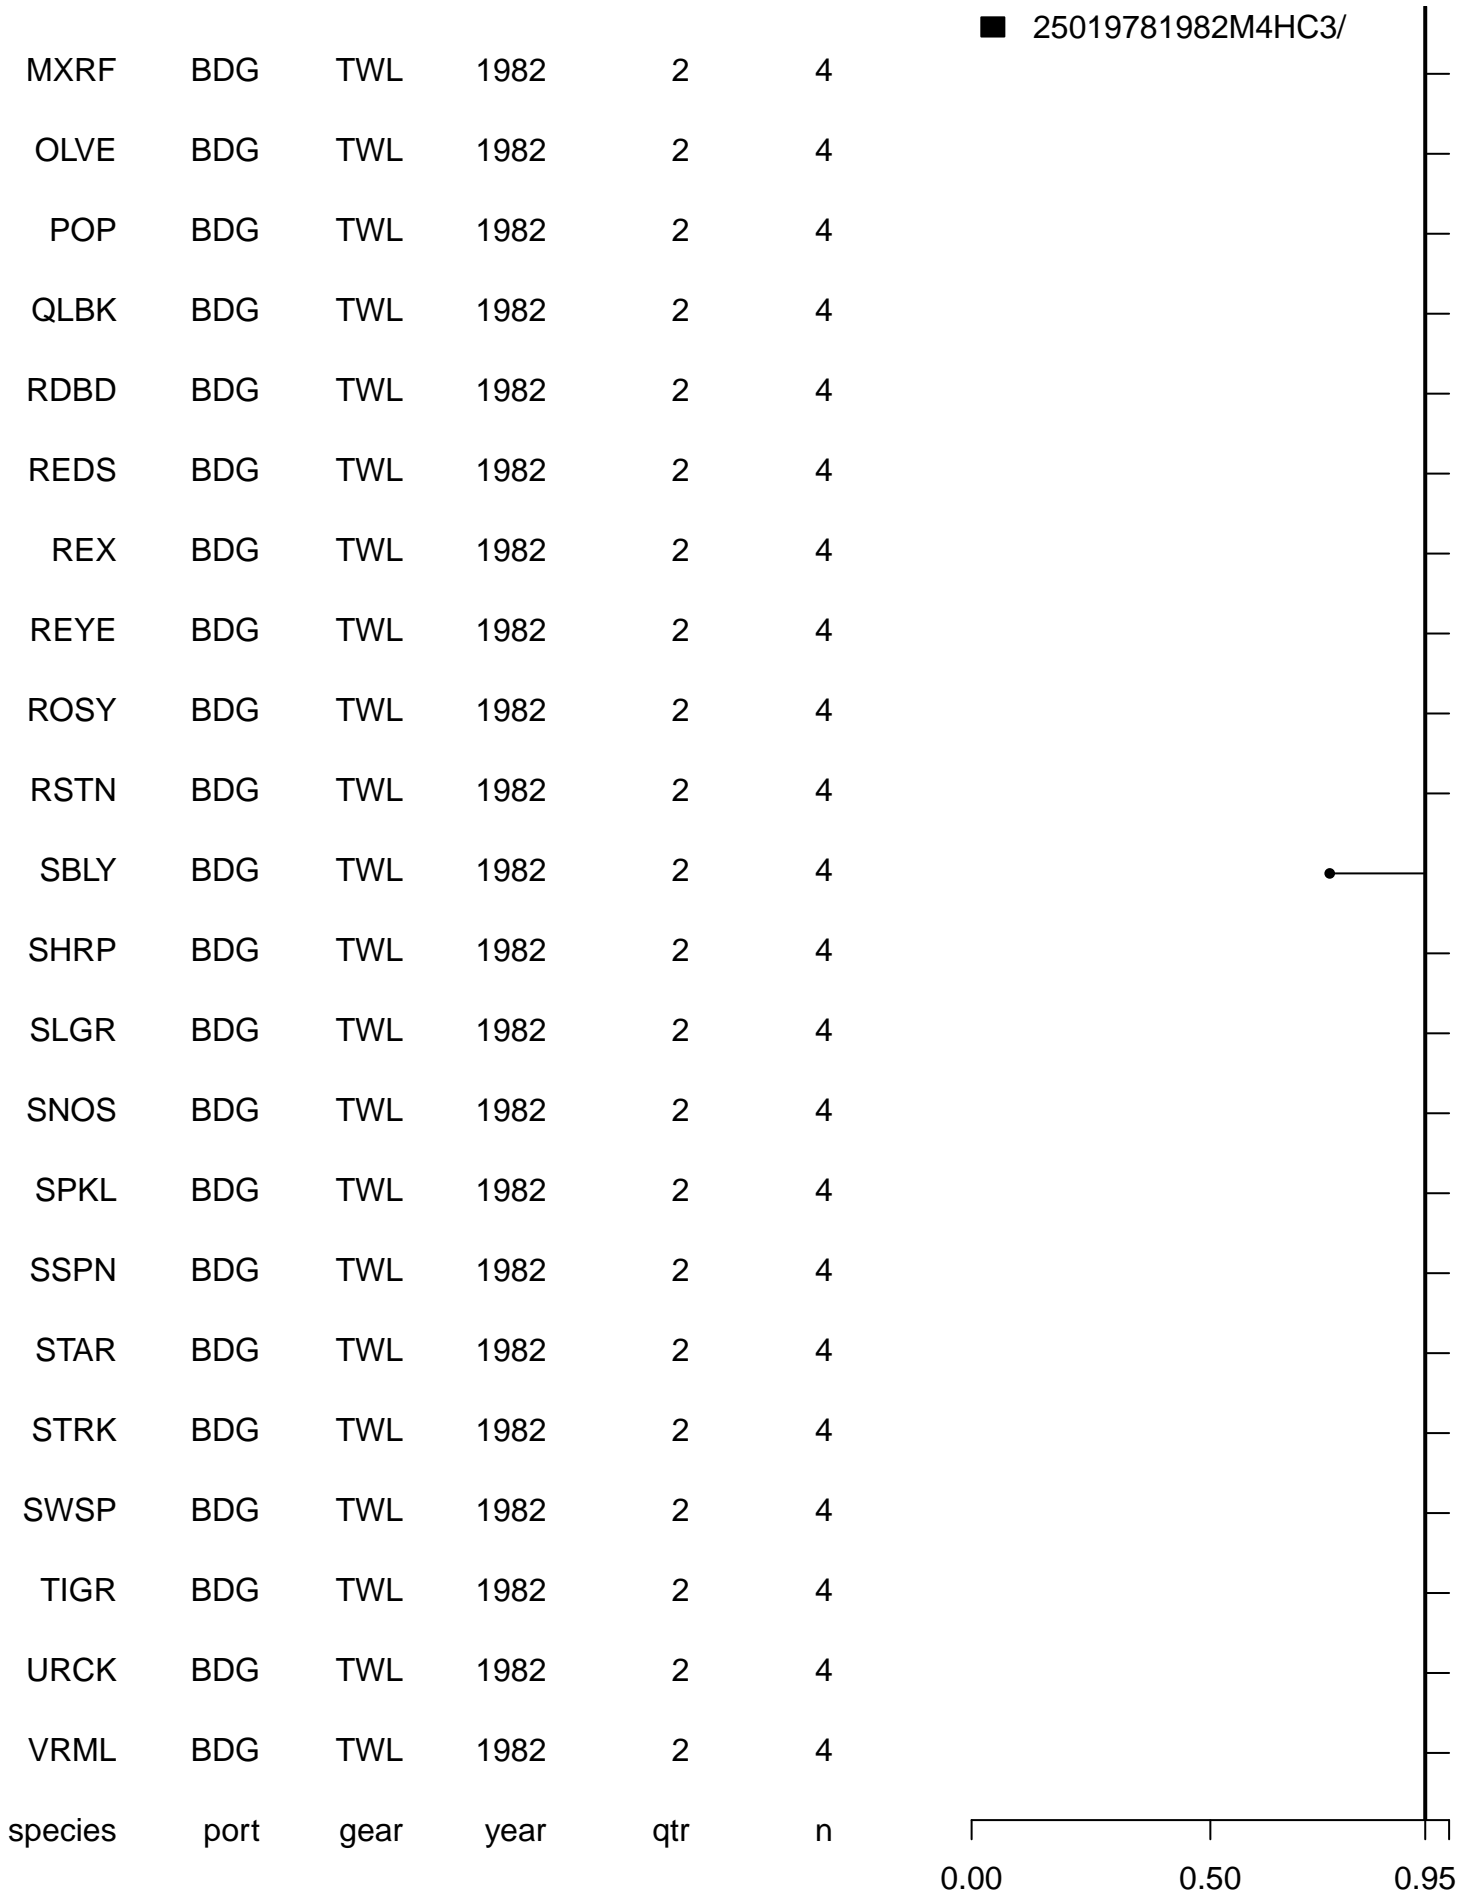 25019781982M4HC3/
MXRF BDG TWL 1982 2 4
OLVE BDG TWL 1982 2 4
POP BDG TWL 1982 2 4
QLBK BDG TWL 1982 2 4
RDBD BDG TWL 1982 2 4
REDS BDG TWL 1982 2 4
REX BDG TWL 1982 2 4
REYE BDG TWL 1982 2 4
ROSY BDG TWL 1982 2 4
RSTN BDG TWL 1982 2 4
SBLY BDG TWL 1982 2 4
SHRP BDG TWL 1982 2 4
SLGR BDG TWL 1982 2 4
SNOS BDG TWL 1982 2 4
SPKL BDG TWL 1982 2 4
SSPN BDG TWL 1982 2 4
STAR BDG TWL 1982 2 4
STRK BDG TWL 1982 2 4
SWSP BDG TWL 1982 2 4
TIGR BDG TWL 1982 2 4
URCK BDG TWL 1982 2 4
VRML BDG TWL 1982 2 4
species port gear year qtr n
0.00 0.50 0.95